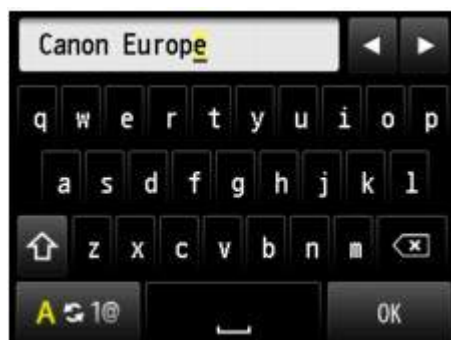 Canon Europe
q w e r t y u i o p
a s d f g h j k l
z x c v b n m
A 1@ OK